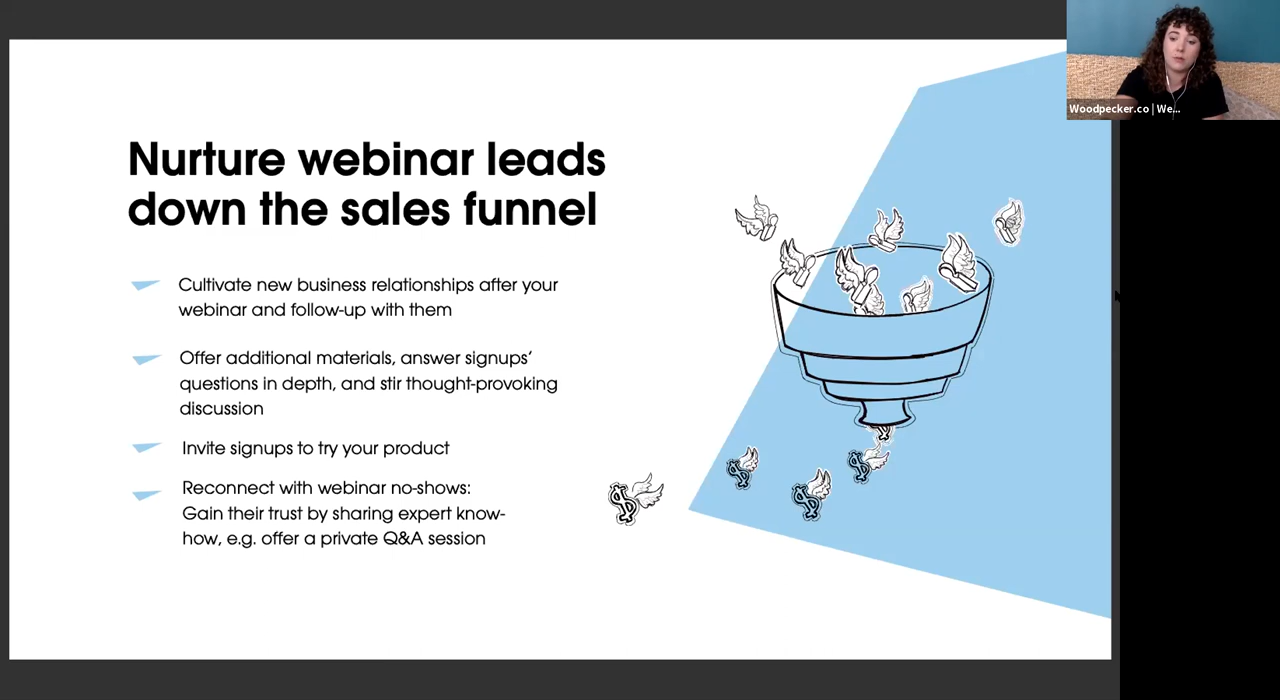 Woodpecker.co | We...
Nurture webinar leads
down the sales funnel
Cultivate new business relationships after your
webinar and follow-up with them
Offer additional materials, answer signups'
questions in depth, and stir thought-provoking
discussion
Invite signups to try your product
Reconnect with webinar no-shows:
Gain their trust by sharing expert know-
how, e.g. offer a private Q&A session
$
$
$
$